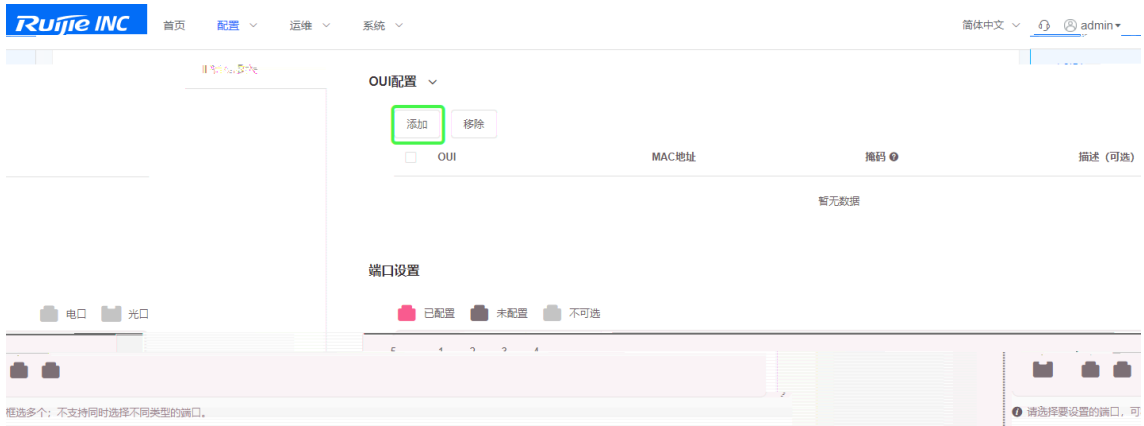 Ruijie INC 首页 配置 运维 系统 简体中文 admin
OUI配置
添加 移除
OUI MAC地址 掩码 描述 (可选)
暂无数据
端口设置
电口 光口 已配置 未配置 不可选
框选多个；不支持同时选择不同类型的端口。 请选择要设置的端口，可